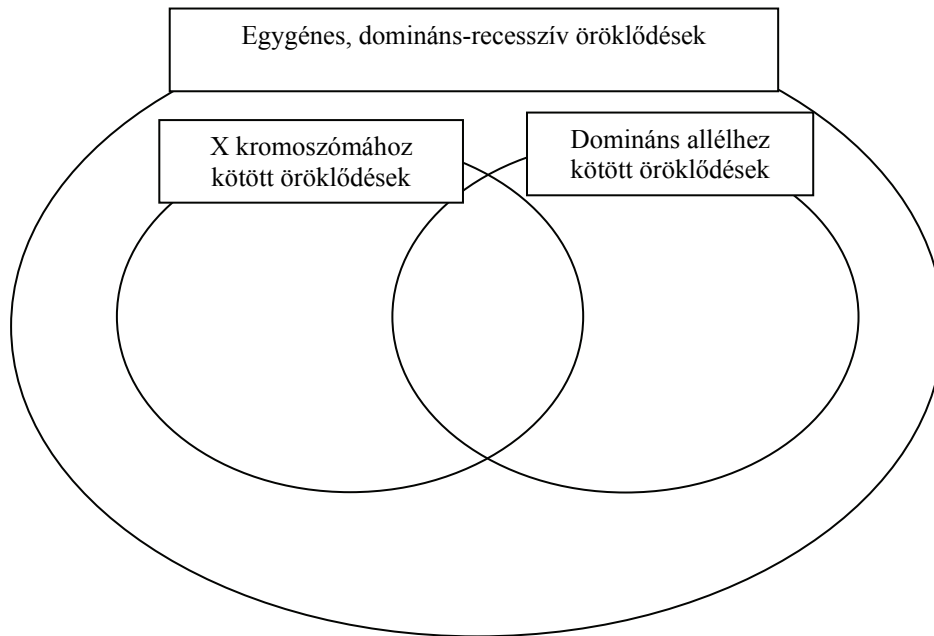 Egygénes, domináns-recesszív öröklődések
X kromoszómához
kötött öröklődések
Domináns allélhez
kötött öröklődések